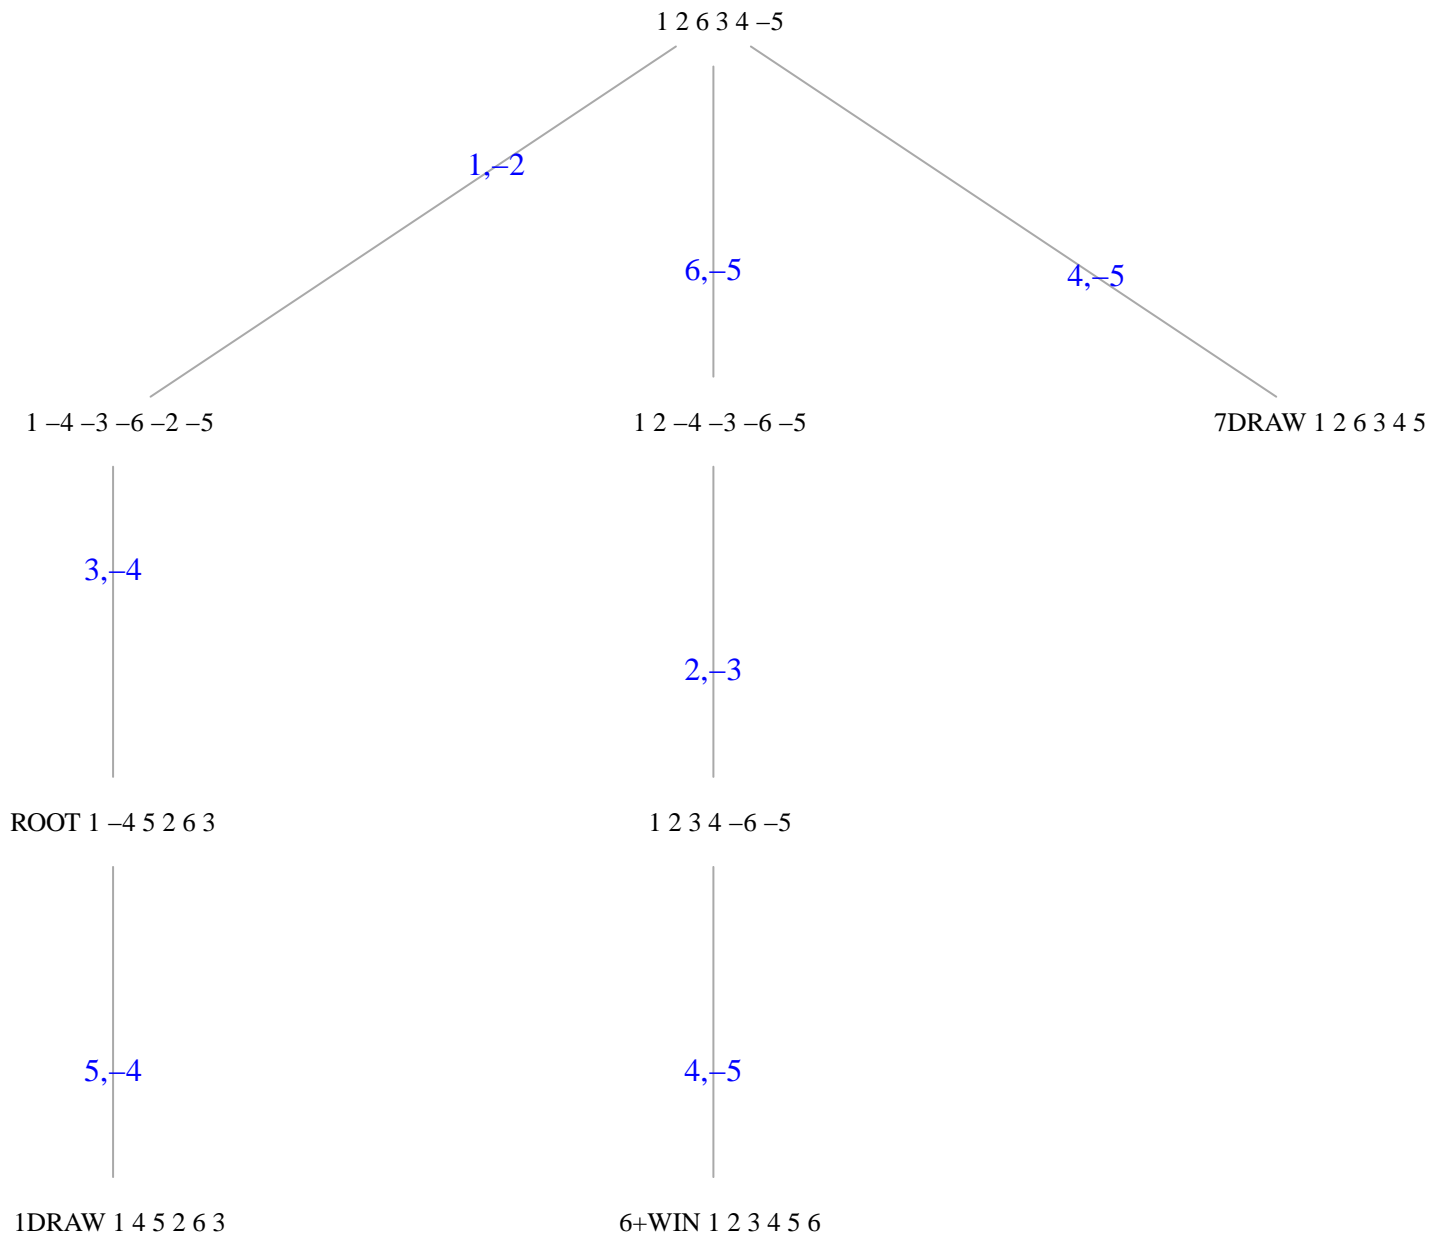 1 2 6 3 4 –5
1,–2
6,–5
4,–5
1 –4 –3 –6 –2 –5
1 2 –4 –3 –6 –5
7DRAW 1 2 6 3 4 5
3,–4
2,–3
ROOT 1 –4 5 2 6 3
1 2 3 4 –6 –5
5,–4
4,–5
1DRAW 1 4 5 2 6 3
6+WIN 1 2 3 4 5 6